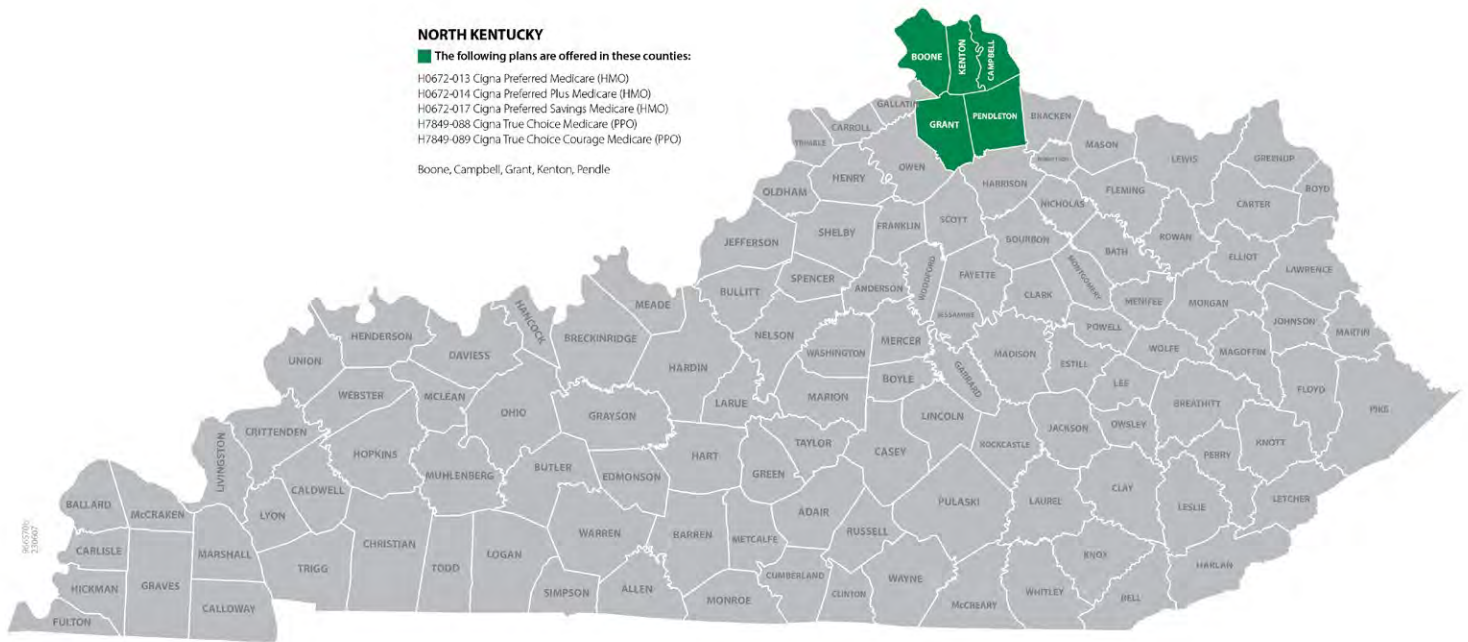 NORTH KENTUCKY
The following plans are offered in these counties:
H0672-013 Cigna Preferred Medicare (HMO)
H0672-014 Cigna Preferred Plus Medicare (HMO)
H0672-017 Cigna Preferred Savings Medicare (HMO)
H7849-088 Cigna True Choice Medicare (PPO)
H7849-089 Cigna True Choice Courage Medicare (PPO)
Boone, Campbell, Grant, Kenton, Pendle
BOONE
KENTON
CAMPBELL
GRANT
PENDLETON
GALLATIN
CARROLL
TRIMBLE
OWEN
BRACKEN
MASON
LEWIS
GREENUP
BOYD
HENRY
OLDHAM
HARRISON
NICHOLAS
FLEMING
CARTER
ROWAN
ELLIOT
LAWRENCE
JEFFERSON
SHELBY
FRANKLIN
SCOTT
BOURBON
BATH
MONTGOMERY
MENIFEE
MORGAN
JOHNSON
MARTIN
BULLITT
SPENCER
ANDERSON
WOODFORD
FAYETTE
CLARK
POWELL
WOLFE
MAGOFFIN
MEADE
HANCOCK
BRECKINRIDGE
NELSON
WASHINGTON
MERCER
JESSAMINE
GARRARD
MADISON
ESTILL
LEE
FLOYD
PIKE
HENDERSON
UNION
DAVIESS
WEBSTER
MCLEAN
OHIO
GRAYSON
HARDIN
LARUE
MARION
BOYLE
LINCOLN
BREATHITT
OWSLEY
JACKSON
ROCKCASTLE
PERRY
KNOTT
CRITTENDEN
LIVINGSTON
HOPKINS
MUHLENBERG
BUTLER
EDMONSON
HART
GREEN
TAYLOR
CASEY
PULASKI
LAUREL
CLAY
LESLIE
LETCHER
BALLARD
McCRAKEN
LYON
CALDWELL
WARREN
BARREN
METCALFE
ADAIR
RUSSELL
CARLISLE
MARSHALL
CHRISTIAN
TRIGG
TODD
LOGAN
SIMPSON
ALLEN
MONROE
CUMBERLAND
CLINTON
WAYNE
McCREARY
WHITLEY
KNOX
BELL
HARLAN
HICKMAN
GRAVES
CALLOWAY
FULTON